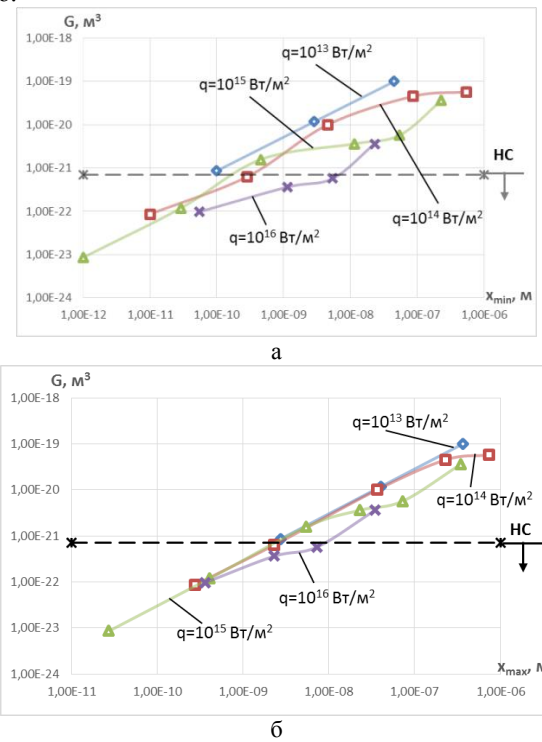 G, м³
1,00E-18
1,00E-19
1,00E-20
1,00E-21
1,00E-22
1,00E-23
1,00E-24
q=10¹³ Вт/м²
q=10¹⁵ Вт/м²
НС
q=10¹⁴ Вт/м²
q=10¹⁶ Вт/м²
xmin, м
1,00E-12 1,00E-11 1,00E-10 1,00E-09 1,00E-08 1,00E-07 1,00E-06
а
G, м³
1,00E-18
1,00E-19
1,00E-20
1,00E-21
1,00E-22
1,00E-23
1,00E-24
q=10¹³ Вт/м²
q=10¹⁴ Вт/м²
НС
q=10¹⁶ Вт/м²
q=10¹⁵ Вт/м²
xmax, м
1,00E-11 1,00E-10 1,00E-09 1,00E-08 1,00E-07 1,00E-06
б